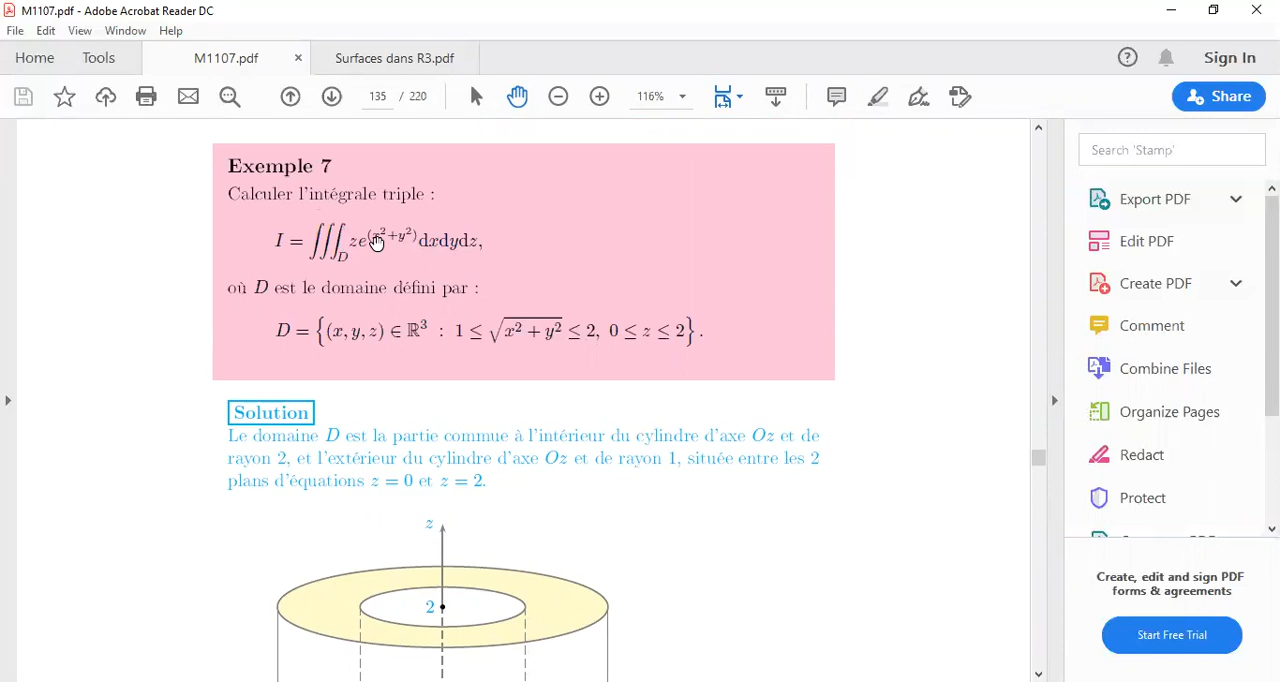 M1107.pdf - Adobe Acrobat Reader DC
File Edit View Window Help
Home Tools M1107.pdf × Surfaces dans R3.pdf Sign In
135 / 220 116% Share
Exemple 7
Calculer l'intégrale triple :
I = ∭_D ze^(x²+y²) dxdydz,
où D est le domaine défini par :
D = {(x, y, z) ∈ ℝ³ : 1 ≤ √(x² + y²) ≤ 2, 0 ≤ z ≤ 2}.
Solution
Le domaine D est la partie commue à l'intérieur du cylindre d'axe Oz et de
rayon 2, et l'extérieur du cylindre d'axe Oz et de rayon 1, située entre les 2
plans d'équations z = 0 et z = 2.
z
2
Search 'Stamp'
Export PDF
Edit PDF
Create PDF
Comment
Combine Files
Organize Pages
Redact
Protect
Create, edit and sign PDF
forms & agreements
Start Free Trial